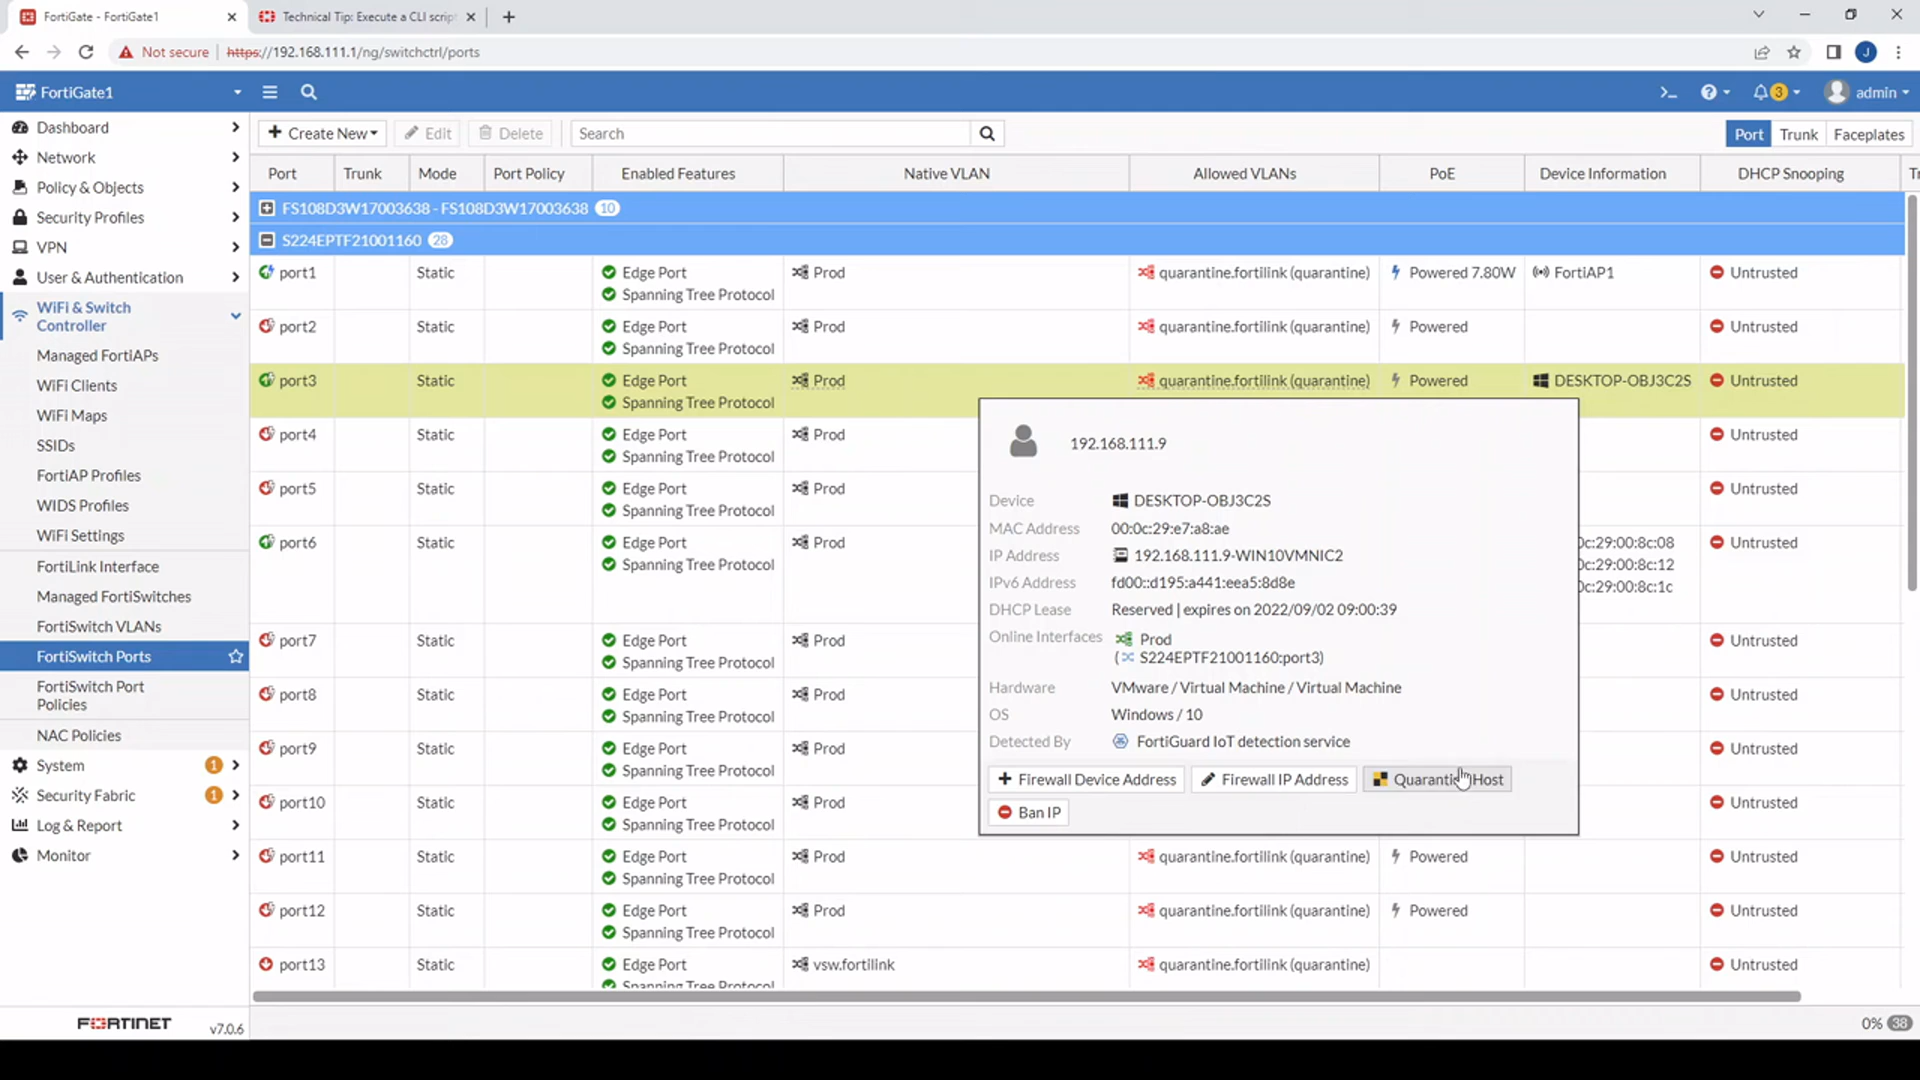 FortiGate - FortiGate1
Technical Tip: Execute a CLI script
Not secure
https://192.168.111.1/ng/switchctrl/ports
J
FortiGate1
3
admin
Dashboard
Network
Policy & Objects
Security Profiles
VPN
User & Authentication
WiFi & Switch
Controller
Managed FortiAPs
WiFi Clients
WiFi Maps
SSIDs
FortiAP Profiles
WIDS Profiles
WiFi Settings
FortiLink Interface
Managed FortiSwitches
FortiSwitch VLANs
FortiSwitch Ports
FortiSwitch Port
Policies
NAC Policies
System 1
Security Fabric 1
Log & Report
Monitor
FORTINET v7.0.6
Create New Edit Delete Search Port Trunk Faceplates
Port Trunk Mode Port Policy Enabled Features Native VLAN Allowed VLANs PoE Device Information DHCP Snooping
FS108D3W17003638 - FS108D3W17003638 10
S224EPTF21001160 28
port1 Static Edge Port Prod quarantine.fortilink (quarantine) Powered 7.80W FortiAP1 Untrusted
Spanning Tree Protocol
port2 Static Edge Port Prod quarantine.fortilink (quarantine) Powered Untrusted
Spanning Tree Protocol
port3 Static Edge Port Prod quarantine.fortilink (quarantine) Powered DESKTOP-OBJ3C2S Untrusted
Spanning Tree Protocol
port4 Static Edge Port Prod Untrusted
Spanning Tree Protocol
port5 Static Edge Port Prod Untrusted
Spanning Tree Protocol
port6 Static Edge Port Prod 0c:29:00:8c:08 Untrusted
Spanning Tree Protocol 0c:29:00:8c:12
0c:29:00:8c:1c
port7 Static Edge Port Prod Untrusted
Spanning Tree Protocol
port8 Static Edge Port Prod Untrusted
Spanning Tree Protocol
port9 Static Edge Port Prod Untrusted
Spanning Tree Protocol
port10 Static Edge Port Prod Untrusted
Spanning Tree Protocol
port11 Static Edge Port Prod quarantine.fortilink (quarantine) Powered Untrusted
Spanning Tree Protocol
port12 Static Edge Port Prod quarantine.fortilink (quarantine) Powered Untrusted
Spanning Tree Protocol
port13 Static Edge Port vsw.fortilink quarantine.fortilink (quarantine) Untrusted
Spanning Tree Protocol
192.168.111.9
Device DESKTOP-OBJ3C2S
MAC Address 00:0c:29:e7:a8:ae
IP Address 192.168.111.9-WIN10VMNIC2
IPv6 Address fd00::d195:a441:eea5:8d8e
DHCP Lease Reserved | expires on 2022/09/02 09:00:39
Online Interfaces Prod
( S224EPTF21001160:port3)
Hardware VMware / Virtual Machine / Virtual Machine
OS Windows / 10
Detected By FortiGuard IoT detection service
Firewall Device Address Firewall IP Address Host
Ban IP
0% 38